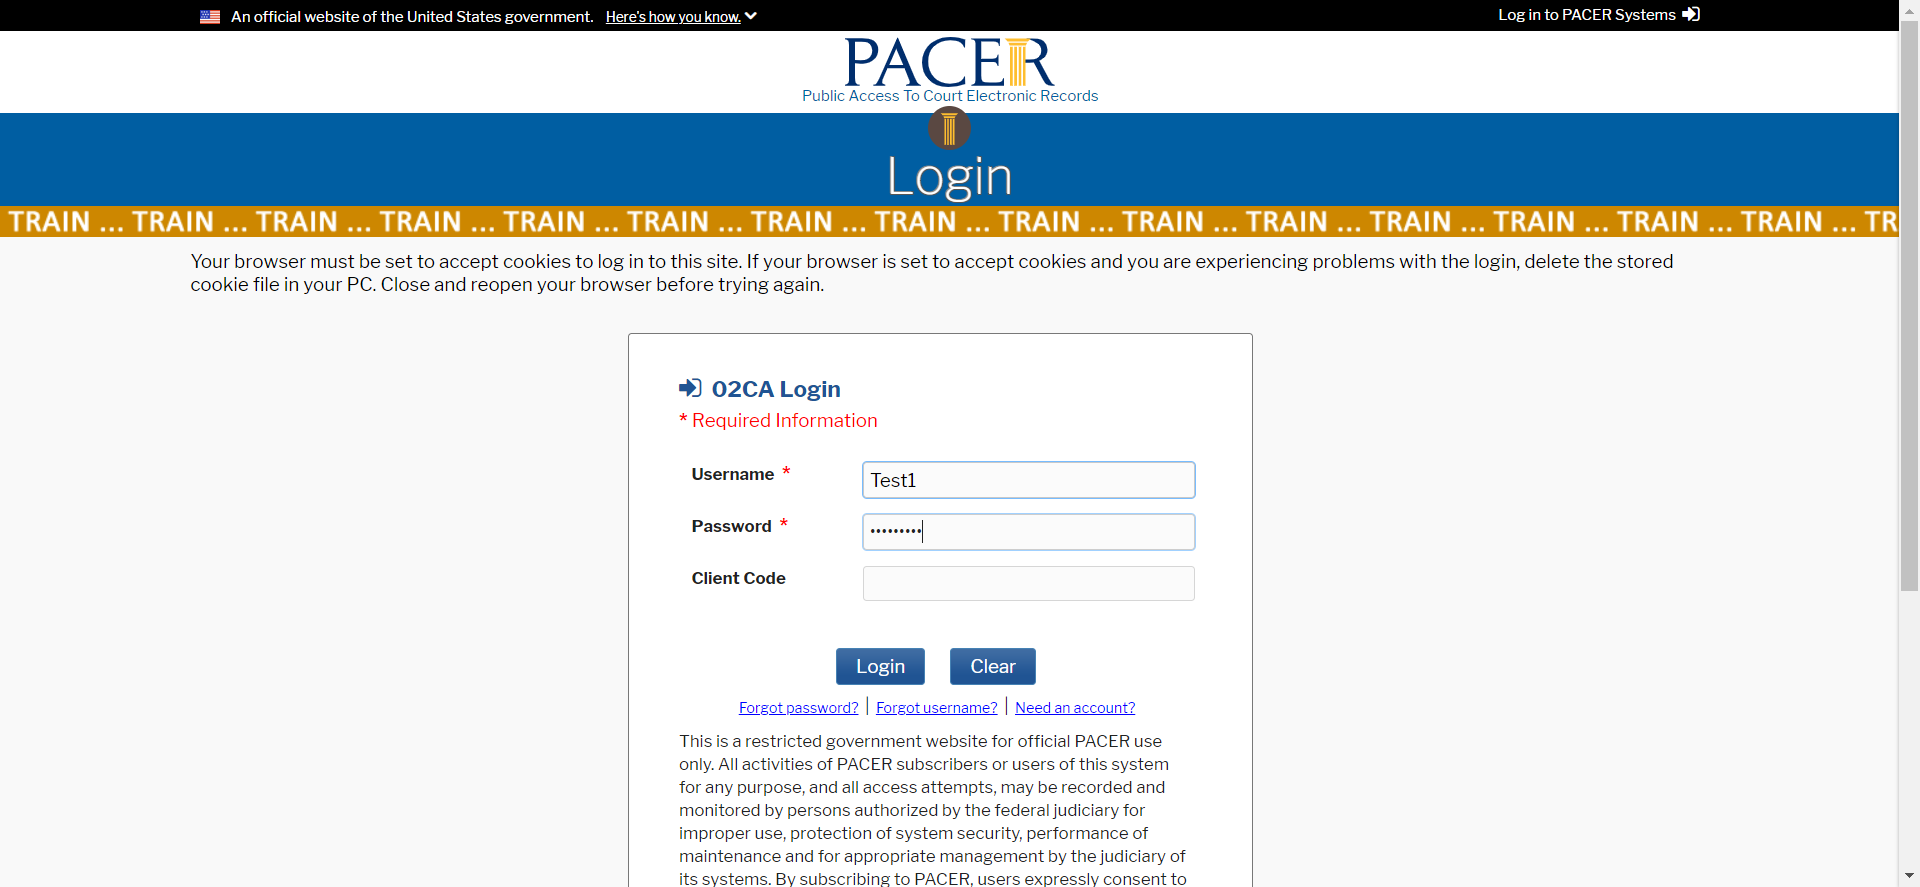 An official website of the United States government. Here's how you know.
Log in to PACER Systems
PACER
Public Access To Court Electronic Records
Login
TRAIN ... TRAIN ... TRAIN ... TRAIN ... TRAIN ... TRAIN ... TRAIN ... TRAIN ... TRAIN ... TRAIN ... TRAIN ... TRAIN ... TRAIN ... TRAIN ... TRAIN ... TR
Your browser must be set to accept cookies to log in to this site. If your browser is set to accept cookies and you are experiencing problems with the login, delete the stored
cookie file in your PC. Close and reopen your browser before trying again.
02CA Login
* Required Information
Username *
Test1
Password *
•••••••••
Client Code
Login
Clear
Forgot password? | Forgot username? | Need an account?
This is a restricted government website for official PACER use
only. All activities of PACER subscribers or users of this system
for any purpose, and all access attempts, may be recorded and
monitored by persons authorized by the federal judiciary for
improper use, protection of system security, performance of
maintenance and for appropriate management by the judiciary of
its systems. By subscribing to PACER, users expressly consent to